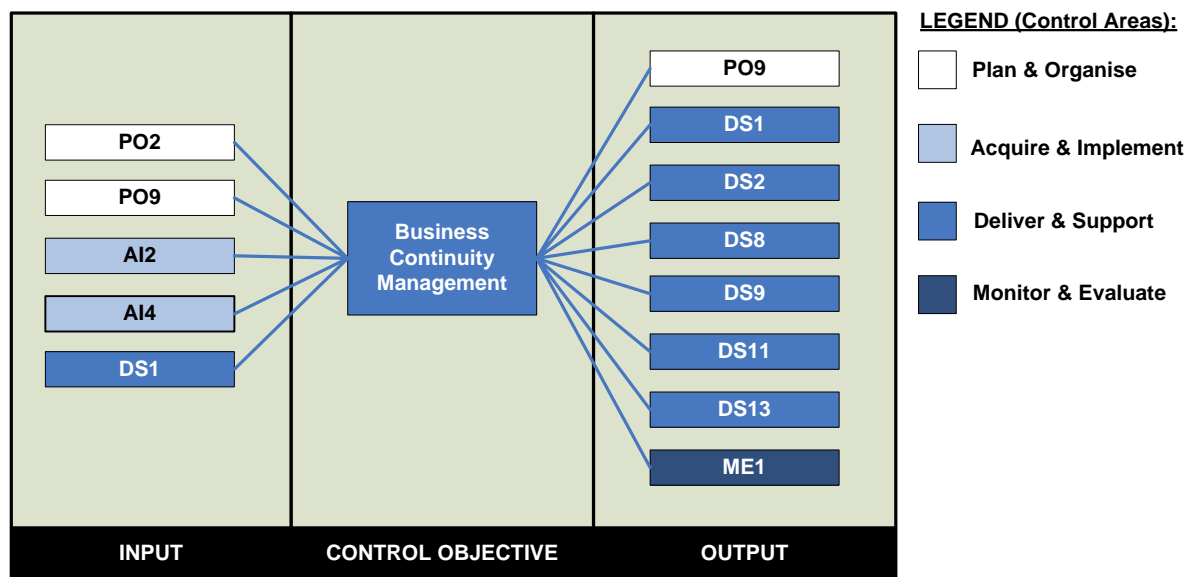 PO2
PO9
AI2
AI4
DS1
INPUT
Business
Continuity
Management
CONTROL OBJECTIVE
PO9
DS1
DS2
DS8
DS9
DS11
DS13
ME1
OUTPUT
LEGEND (Control Areas):
Plan & Organise
Acquire & Implement
Deliver & Support
Monitor & Evaluate